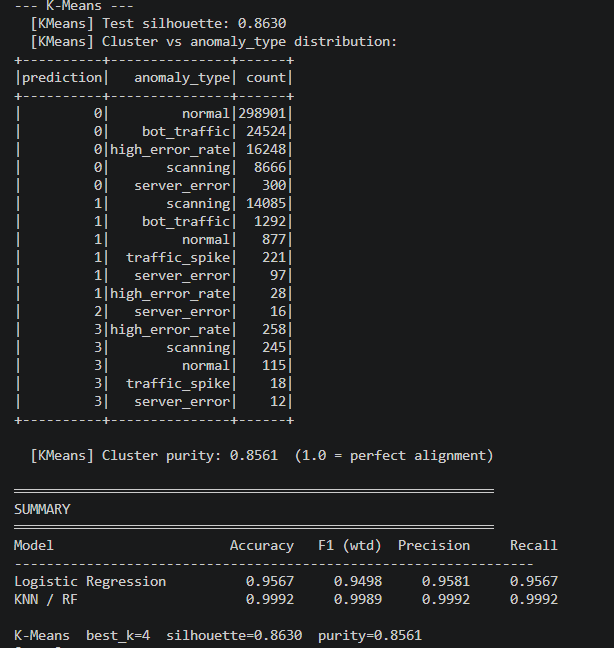 --- K-Means ---
  [KMeans] Test silhouette: 0.8630
  [KMeans] Cluster vs anomaly_type distribution:
+----------+---------------+------+
|prediction|   anomaly_type| count|
+----------+---------------+------+
|         0|         normal|298901|
|         0|    bot_traffic| 24524|
|         0|high_error_rate| 16248|
|         0|       scanning|  8666|
|         0|   server_error|   300|
|         1|       scanning| 14085|
|         1|    bot_traffic|  1292|
|         1|         normal|   877|
|         1|  traffic_spike|   221|
|         1|   server_error|    97|
|         1|high_error_rate|    28|
|         2|   server_error|    16|
|         3|high_error_rate|   258|
|         3|       scanning|   245|
|         3|         normal|   115|
|         3|  traffic_spike|    18|
|         3|   server_error|    12|
+----------+---------------+------+
  [KMeans] Cluster purity: 0.8561  (1.0 = perfect alignment)
============================================================
SUMMARY
============================================================
Model                      Accuracy   F1 (wtd)  Precision     Recall
-----------------------------------------------------------------
Logistic Regression          0.9567     0.9498     0.9581     0.9567
KNN / RF                     0.9992     0.9989     0.9992     0.9992
K-Means  best_k=4  silhouette=0.8630  purity=0.8561